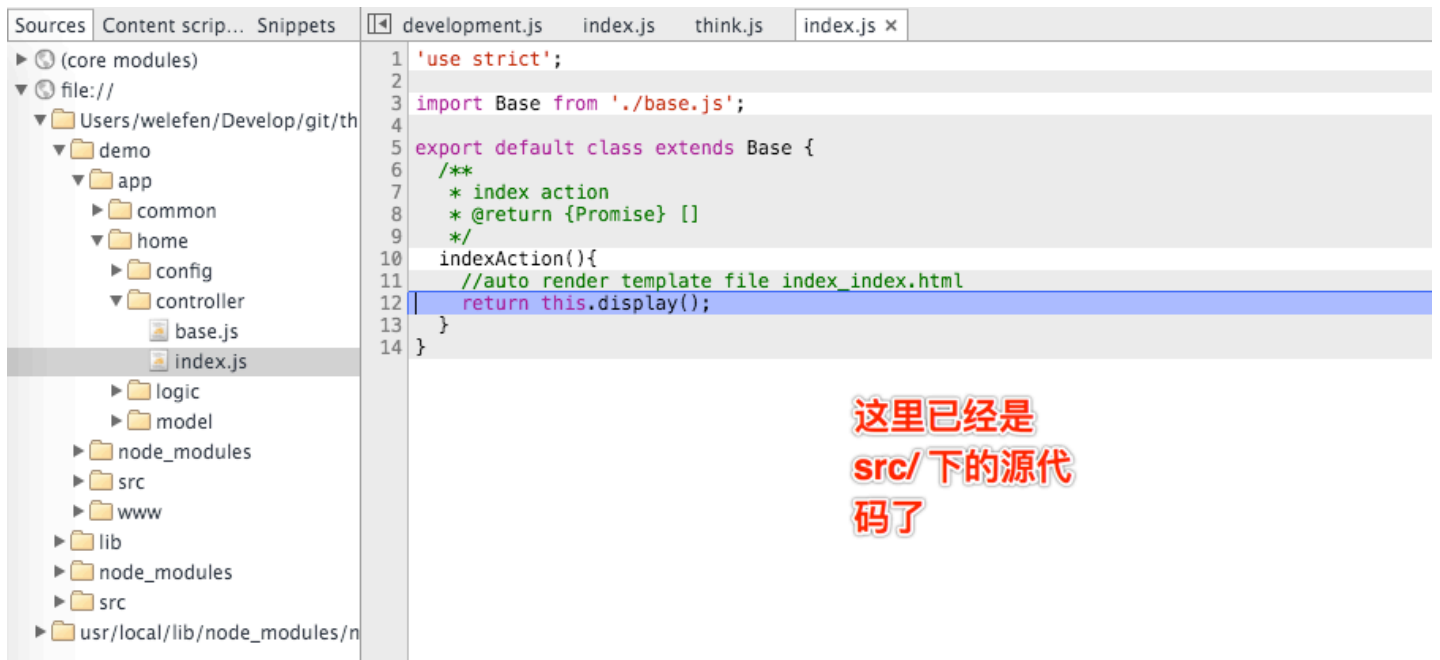 Sources Content scrip... Snippets
development.js index.js think.js index.js ×
(core modules)
file://
Users/welefen/Develop/git/th
demo
app
common
home
config
controller
base.js
index.js
logic
model
node_modules
src
www
lib
node_modules
src
usr/local/lib/node_modules/n
1 'use strict';
2
3 import Base from './base.js';
4
5 export default class extends Base {
6 /**
7 * index action
8 * @return {Promise} []
9 */
10 indexAction(){
11 //auto render template file index_index.html
12 return this.display();
13 }
14 }
这里已经是
src/ 下的源代
码了